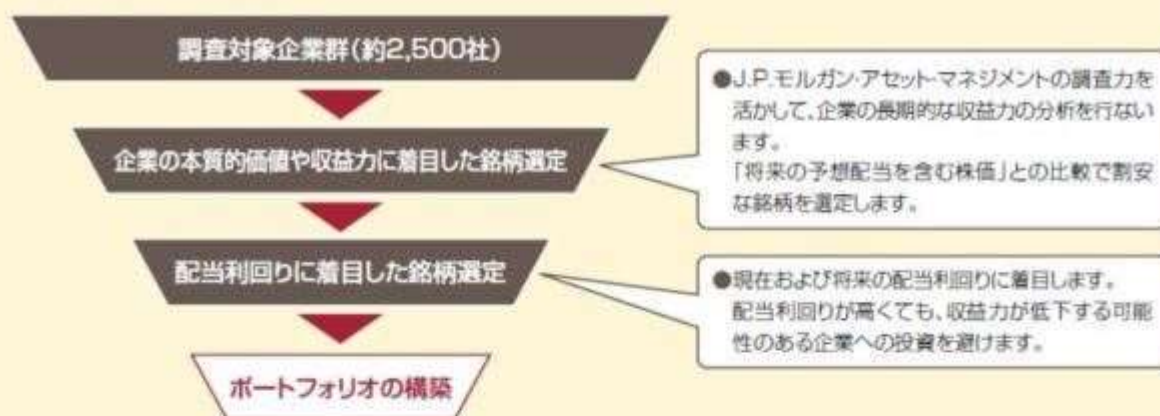 調査対象企業群(約2,500社)
企業の本質的価値や収益力に着目した銘柄選定
●J.P.モルガン・アセット・マネジメントの調査力を
活かして、企業の長期的な収益力の分析を行ない
ます。
「将来の予想配当を含む株価」との比較で割安
な銘柄を選定します。
配当利回りに着目した銘柄選定
●現在および将来の配当利回りに着目します。
配当利回りが高くても、収益力が低下する可能
性のある企業への投資を避けます。
ポートフォリオの構築